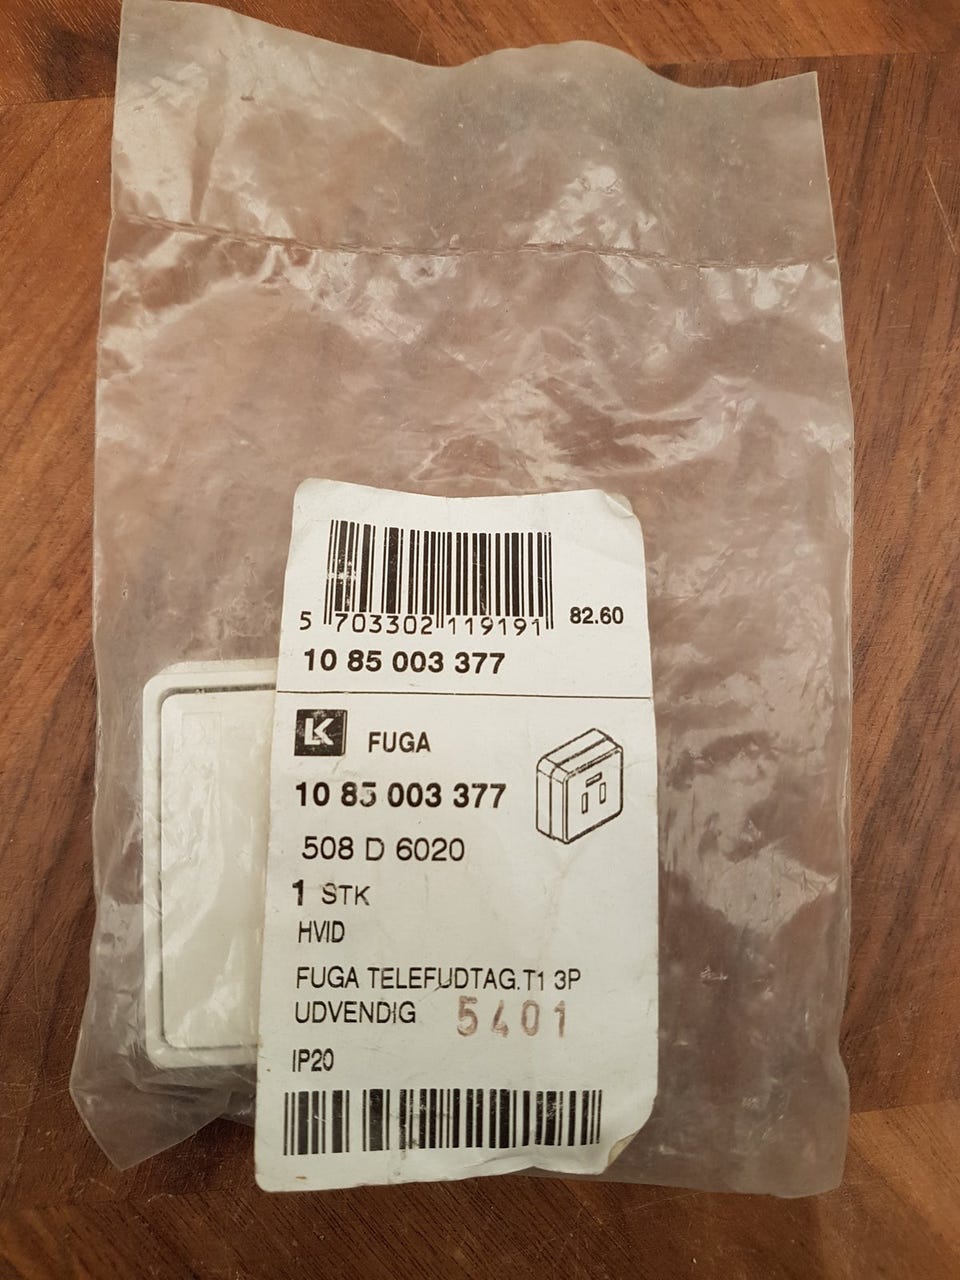 5 703302 119191 82.60
10 85 003 377
LK FUGA
10 85 003 377
508 D 6020
1 STK
HVID
FUGA TELEFUDTAG.T1 3P
UDVENDIG 5401
IP20